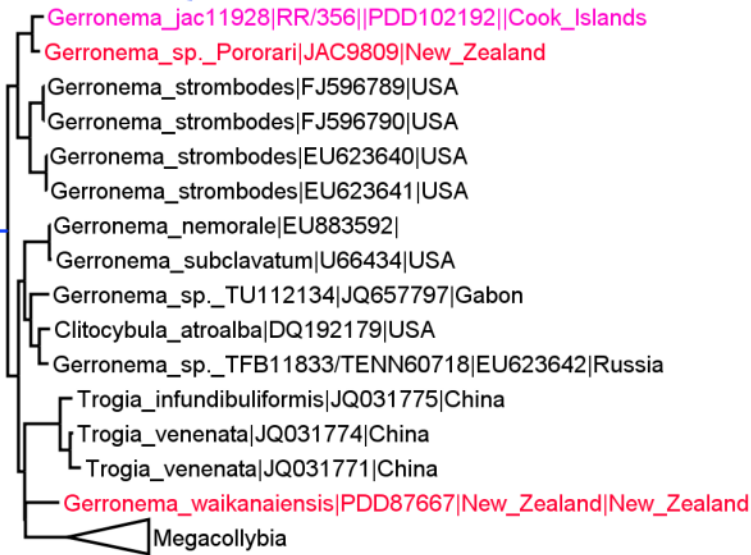 Gerronema_jac11928|RR/356||PDD102192||Cook_Islands
Gerronema_sp._Pororari|JAC9809|New_Zealand
Gerronema_strombodes|FJ596789|USA
Gerronema_strombodes|FJ596790|USA
Gerronema_strombodes|EU623640|USA
Gerronema_strombodes|EU623641|USA
Gerronema_nemorale|EU883592|
Gerronema_subclavatum|U66434|USA
Gerronema_sp._TU112134|JQ657797|Gabon
Clitocybula_atroalba|DQ192179|USA
Gerronema_sp._TFB11833/TENN60718|EU623642|Russia
Trogia_infundibuliformis|JQ031775|China
Trogia_venenata|JQ031774|China
Trogia_venenata|JQ031771|China
Gerronema_waikanaiensis|PDD87667|New_Zealand|New_Zealand
Megacollybia